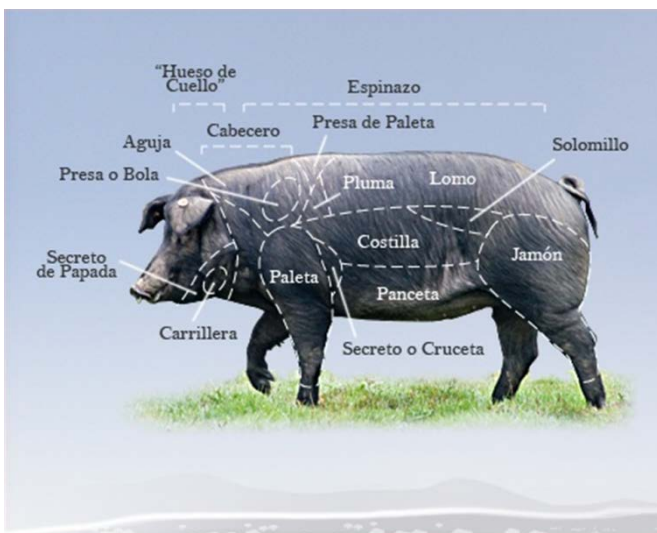 “Hueso de
Cuello”
Espinazo
Cabecero
Presa de Paleta
Aguja
Solomillo
Presa o Bola
Pluma
Lomo
Costilla
Jamón
Secreto
de Papada
Paleta
Panceta
Carrillera
Secreto o Cruceta